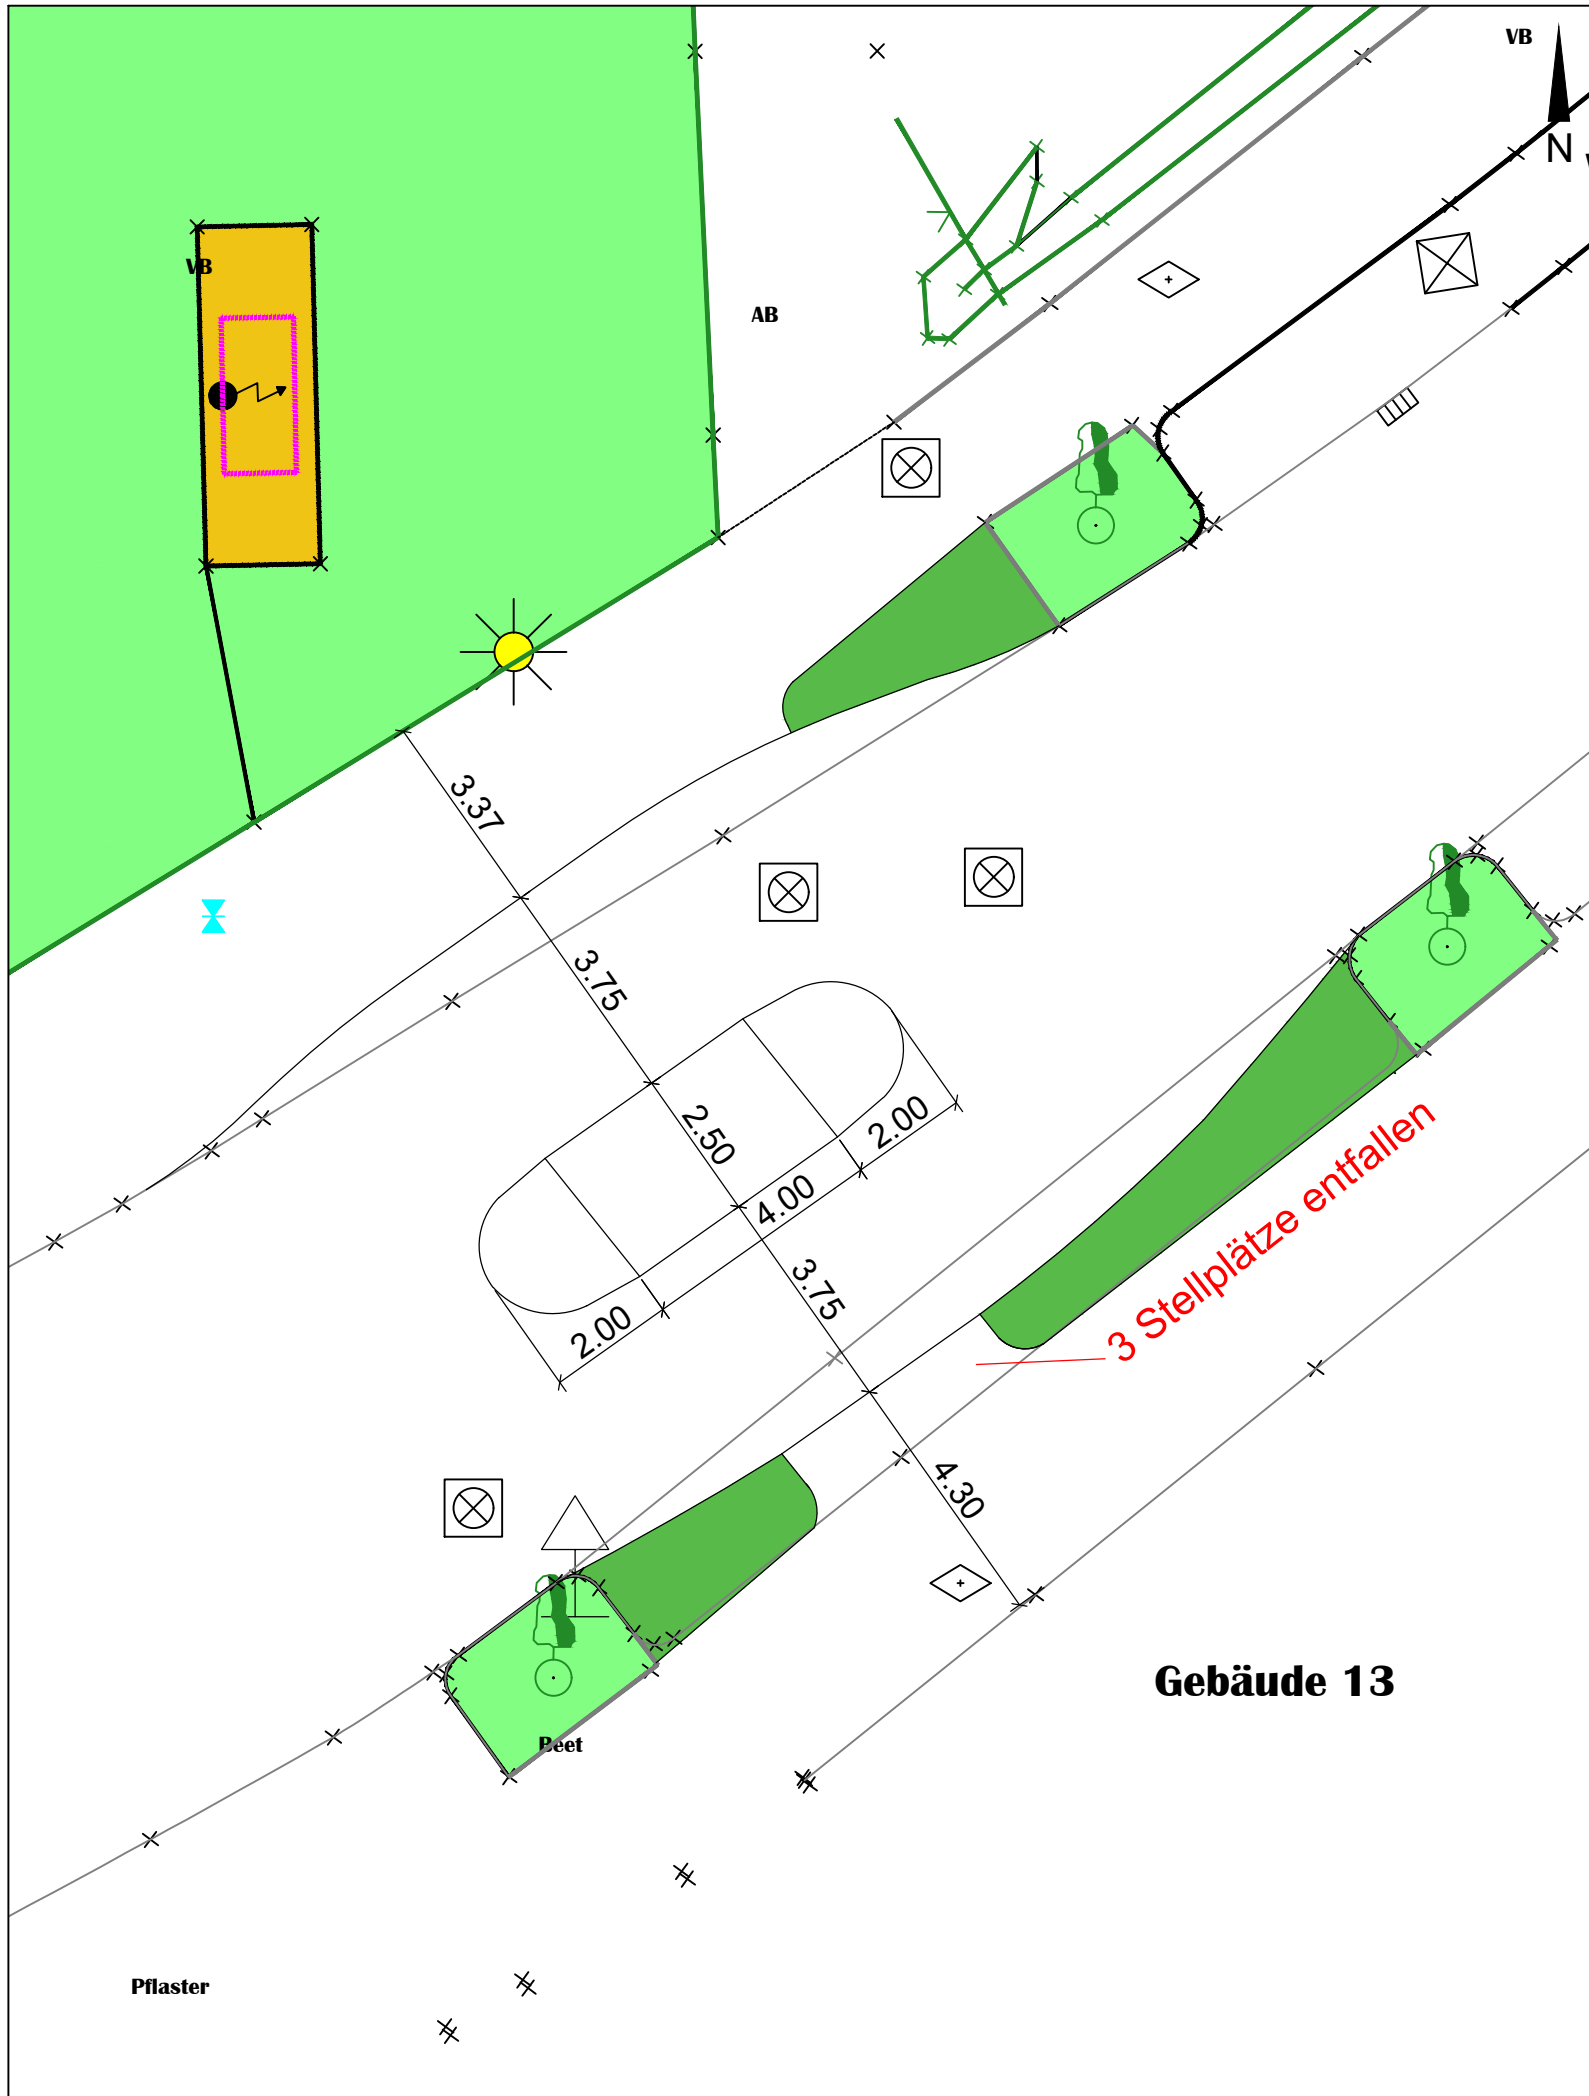 VB
N
VB
AB
3.37
3.75
2.50
2.00
4.00
3.75
2.00
3 Stellplätze entfallen
4.30
Gebäude 13
Beet
Pflaster